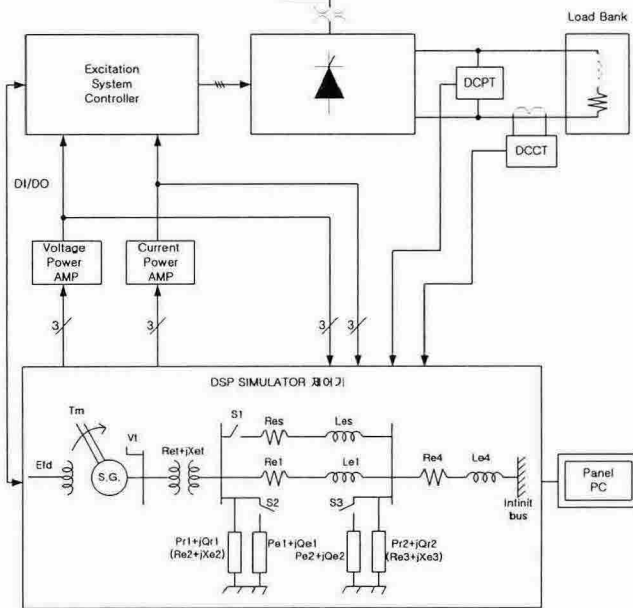 Load Bank
Excitation
System
Controller
DCPT
DCCT
DI/DO
Voltage
Power
AMP
Current
Power
AMP
3
3
3
3
DSP SIMULATOR 제어기
Tm
S1
Res
Les
Efd
S.G.
Vt
Ret+jXet
Re1
Le1
Re4
Le4
Infinit
bus
Panel
PC
S2
S3
Pr1+jQr1
(Re2+jXe2)
Pe1+jQe1
Pe2+jQe2
Pr2+jQr2
(Re3+jXe3)